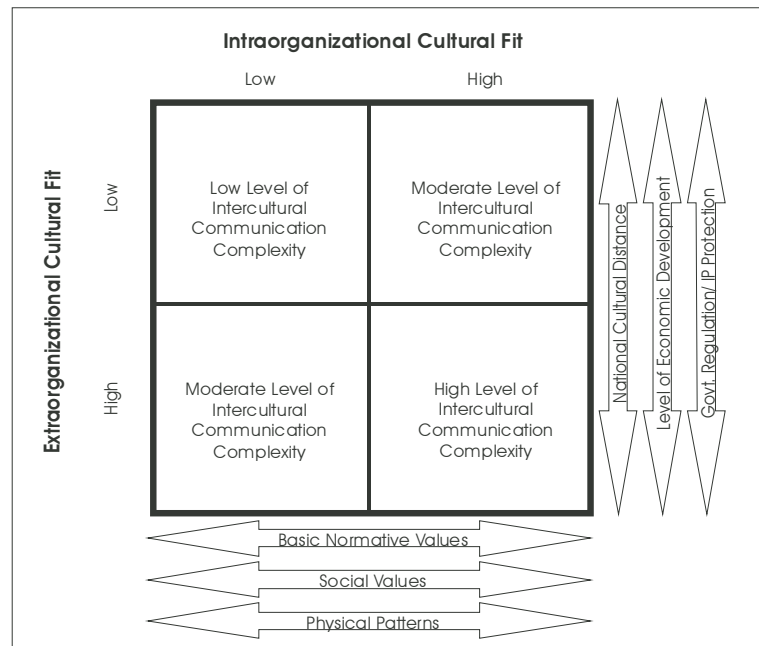 Intraorganizational Cultural Fit
Low
High
Extraorganizational Cultural Fit
Low
High
Low Level of
Intercultural
Communication
Complexity
Moderate Level of
Intercultural
Communication
Complexity
Moderate Level of
Intercultural
Communication
Complexity
High Level of
Intercultural
Communication
Complexity
National Cultural Distance
Level of Economic Development
Govt. Regulation/ IP Protection
Basic Normative Values
Social Values
Physical Patterns